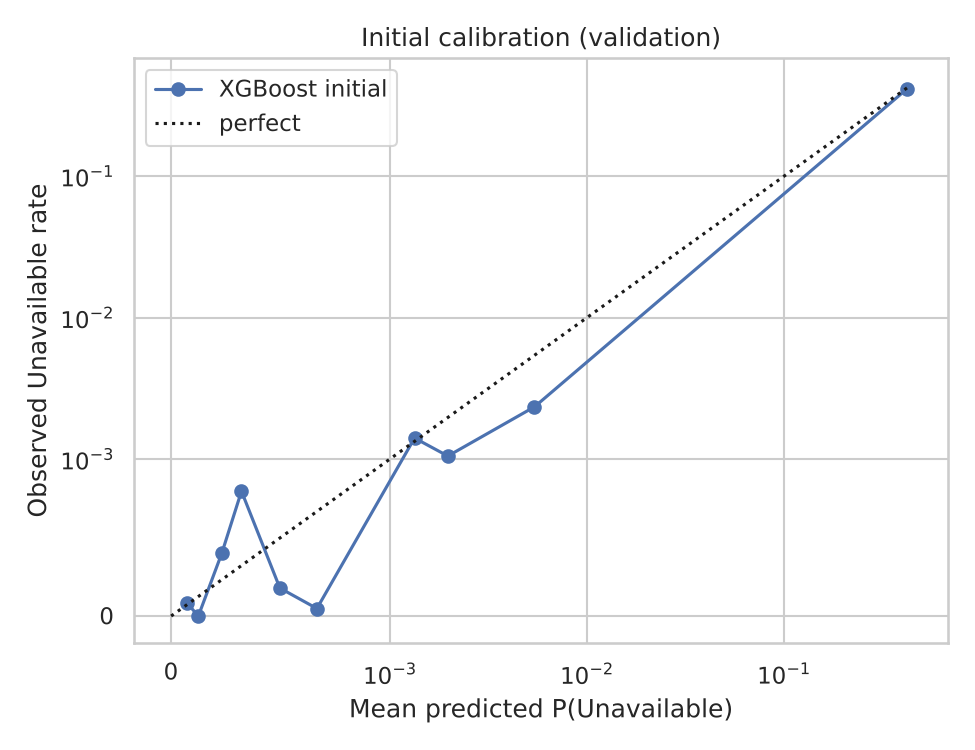 Initial calibration (validation)
XGBoost initial
perfect
Observed Unavailable rate
10⁻¹
10⁻²
10⁻³
0
0
10⁻³
10⁻²
10⁻¹
Mean predicted P(Unavailable)